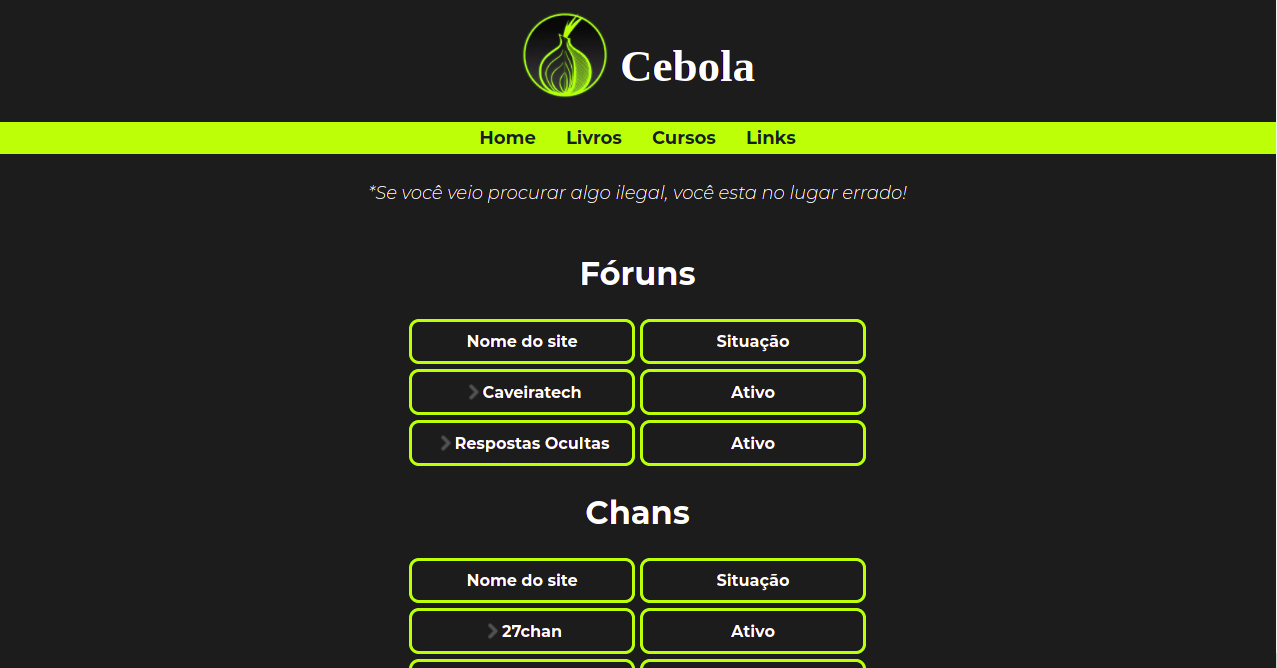 Cebola
Home Livros Cursos Links
*Se você veio procurar algo ilegal, você esta no lugar errado!
Fóruns
Nome do site Situação
Caveiratech Ativo
Respostas Ocultas Ativo
Chans
Nome do site Situação
27chan Ativo